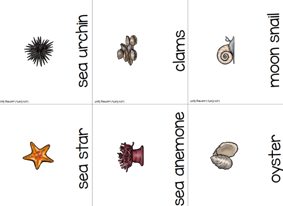 sea urchin
clams
moon snail
sea star
sea anemone
oyster